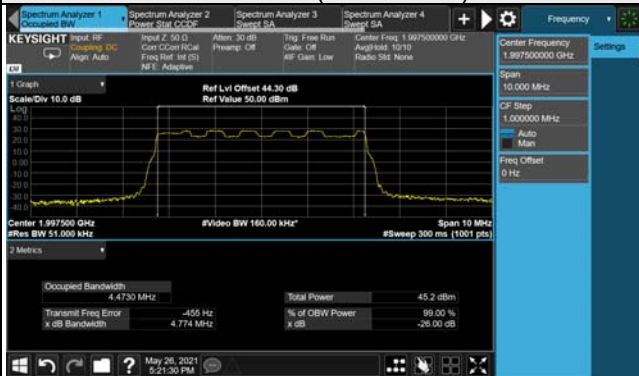 Spectrum Analyzer 1
Occupied BW
Spectrum Analyzer 2
Power Stat CCDF
Spectrum Analyzer 3
Swept SA
Spectrum Analyzer 4
Swept SA
Frequency
KEYSIGHT
Input: RF
Coupling: DC
Align: Auto
Input Z: 50 Ω
Corr CCorr RCal
Freq Ref: Int (S)
NFE: Adaptive
Atten: 30 dB
Preamp: Off
Trig: Free Run
Gate: Off
#IF Gain: Low
Center Freq: 1.997500000 GHz
Avg|Hold: 10/10
Radio Std: None
Center Frequency
1.997500000 GHz
Settings
Span
10.000 MHz
CF Step
1.000000 MHz
Auto
Man
Freq Offset
0 Hz
1 Graph
Scale/Div 10.0 dB
Ref Lvl Offset 44.30 dB
Ref Value 50.00 dBm
Log
40.0
30.0
20.0
10.0
0.00
-10.0
-20.0
-30.0
-40.0
Center 1.997500 GHz
#Video BW 160.00 kHz*
Span 10 MHz
#Res BW 51.000 kHz
#Sweep 300 ms (1001 pts)
2 Metrics
Occupied Bandwidth
4.4730 MHz
Total Power
45.2 dBm
Transmit Freq Error
-455 Hz
% of OBW Power
99.00 %
x dB Bandwidth
4.774 MHz
x dB
-26.00 dB
May 26, 2021
5:21:30 PM